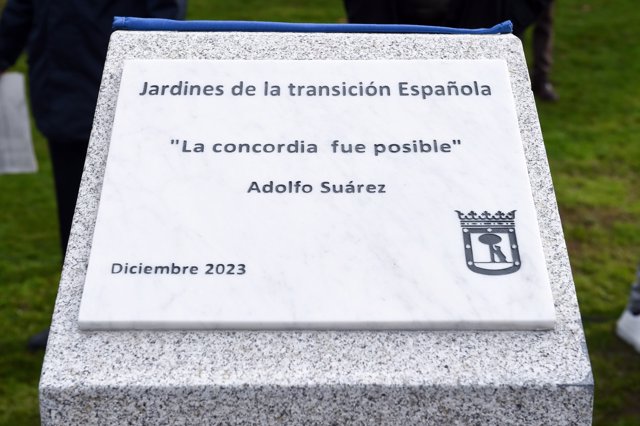 Jardines de la transición Española
"La concordia fue posible"
Adolfo Suárez
Diciembre 2023